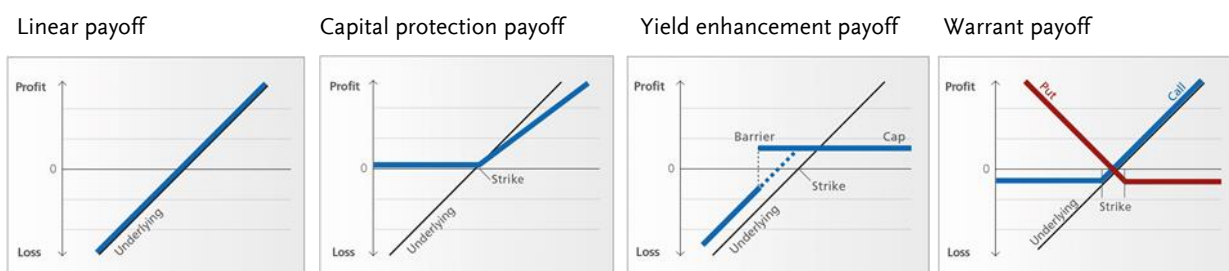 Linear payoff
Profit
0
Underlying
Loss
Capital protection payoff
Profit
0
Strike
Underlying
Loss
Yield enhancement payoff
Profit
Barrier
Cap
0
Strike
Underlying
Loss
Warrant payoff
Profit
Put
Call
0
Strike
Underlying
Loss